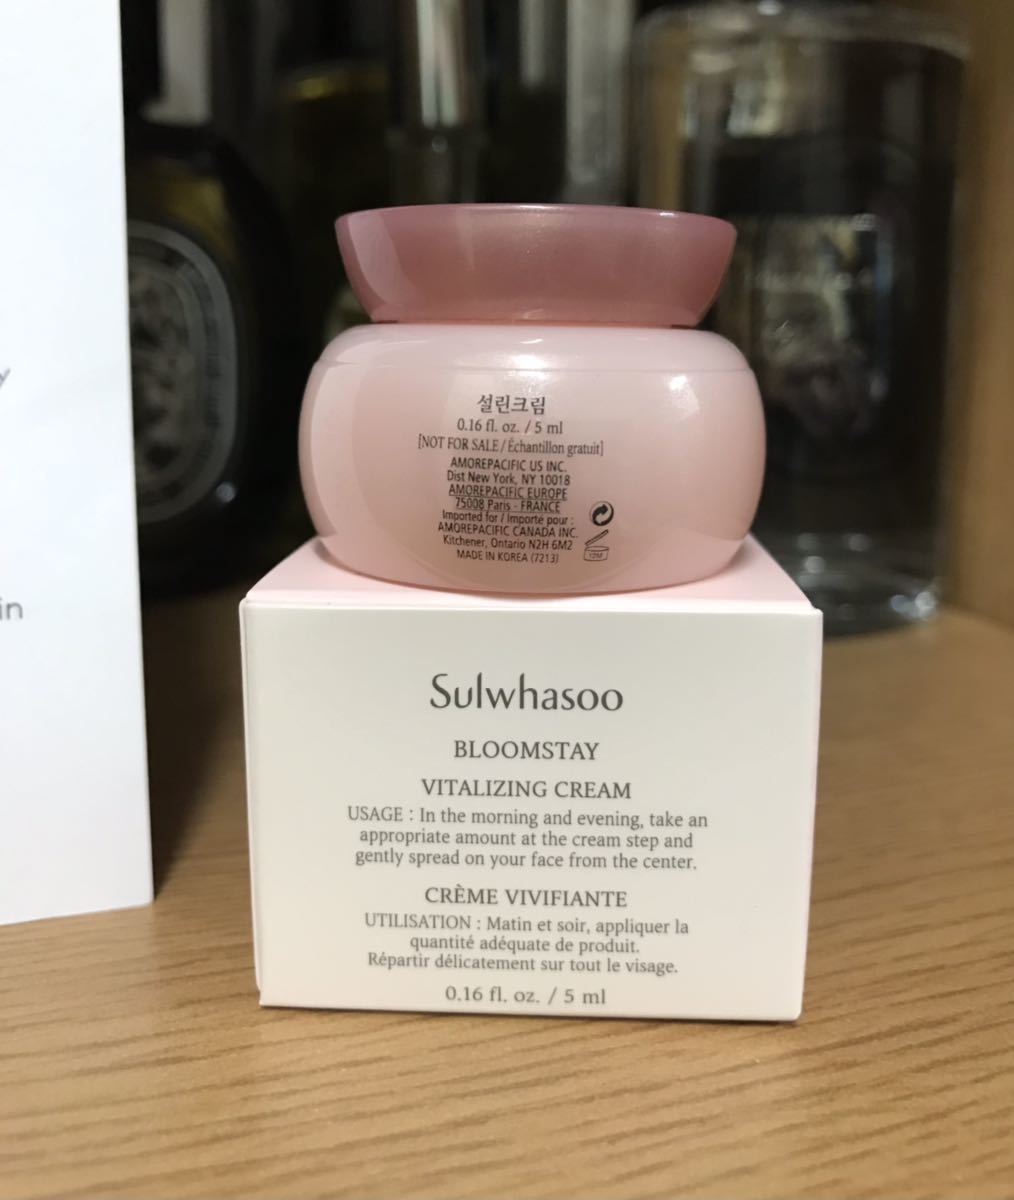 설린크림
0.16 fl. oz. / 5 ml
[NOT FOR SALE / Échantillon gratuit]
AMOREPACIFIC US INC.
Dist New York, NY 10018
AMOREPACIFIC EUROPE
75008 Paris - FRANCE
Imported for / Importé pour :
AMOREPACIFIC CANADA INC.
Kitchener, Ontario N2H 6M2
MADE IN KOREA (7213)
12M
Sulwhasoo
BLOOMSTAY
VITALIZING CREAM
USAGE : In the morning and evening, take an
appropriate amount at the cream step and
gently spread on your face from the center.
CRÈME VIVIFIANTE
UTILISATION : Matin et soir, appliquer la
quantité adéquate de produit.
Répartir délicatement sur tout le visage.
0.16 fl. oz. / 5 ml
y
in